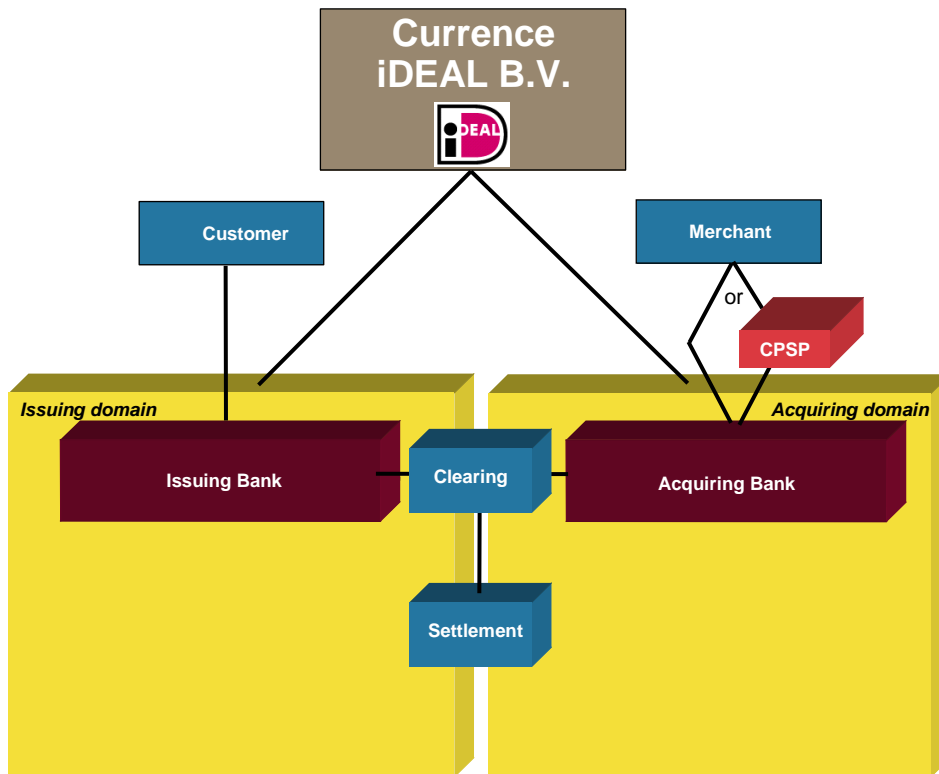 Currence
iDEAL B.V.
iDEAL
Customer
Merchant
or
CPSP
Issuing domain
Acquiring domain
Issuing Bank
Clearing
Acquiring Bank
Settlement